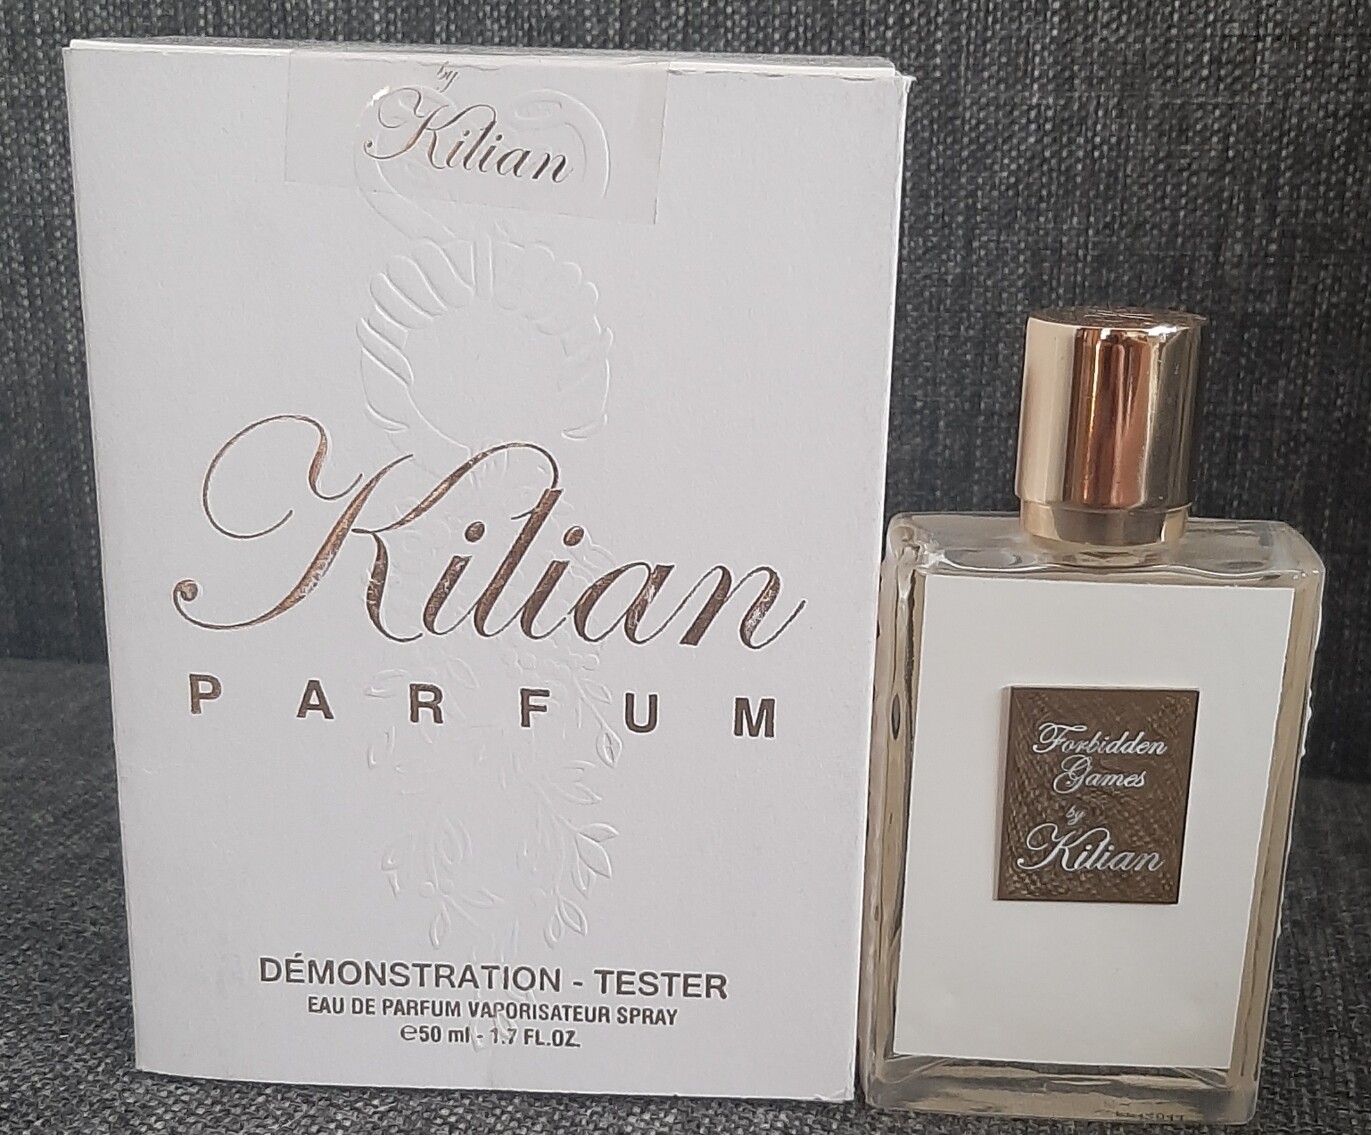 by
Kilian
Kilian
PARFUM
DÉMONSTRATION - TESTER
EAU DE PARFUM VAPORISATEUR SPRAY
℮50 ml - 1.7 FL.OZ.
Forbidden
Games
by
Kilian